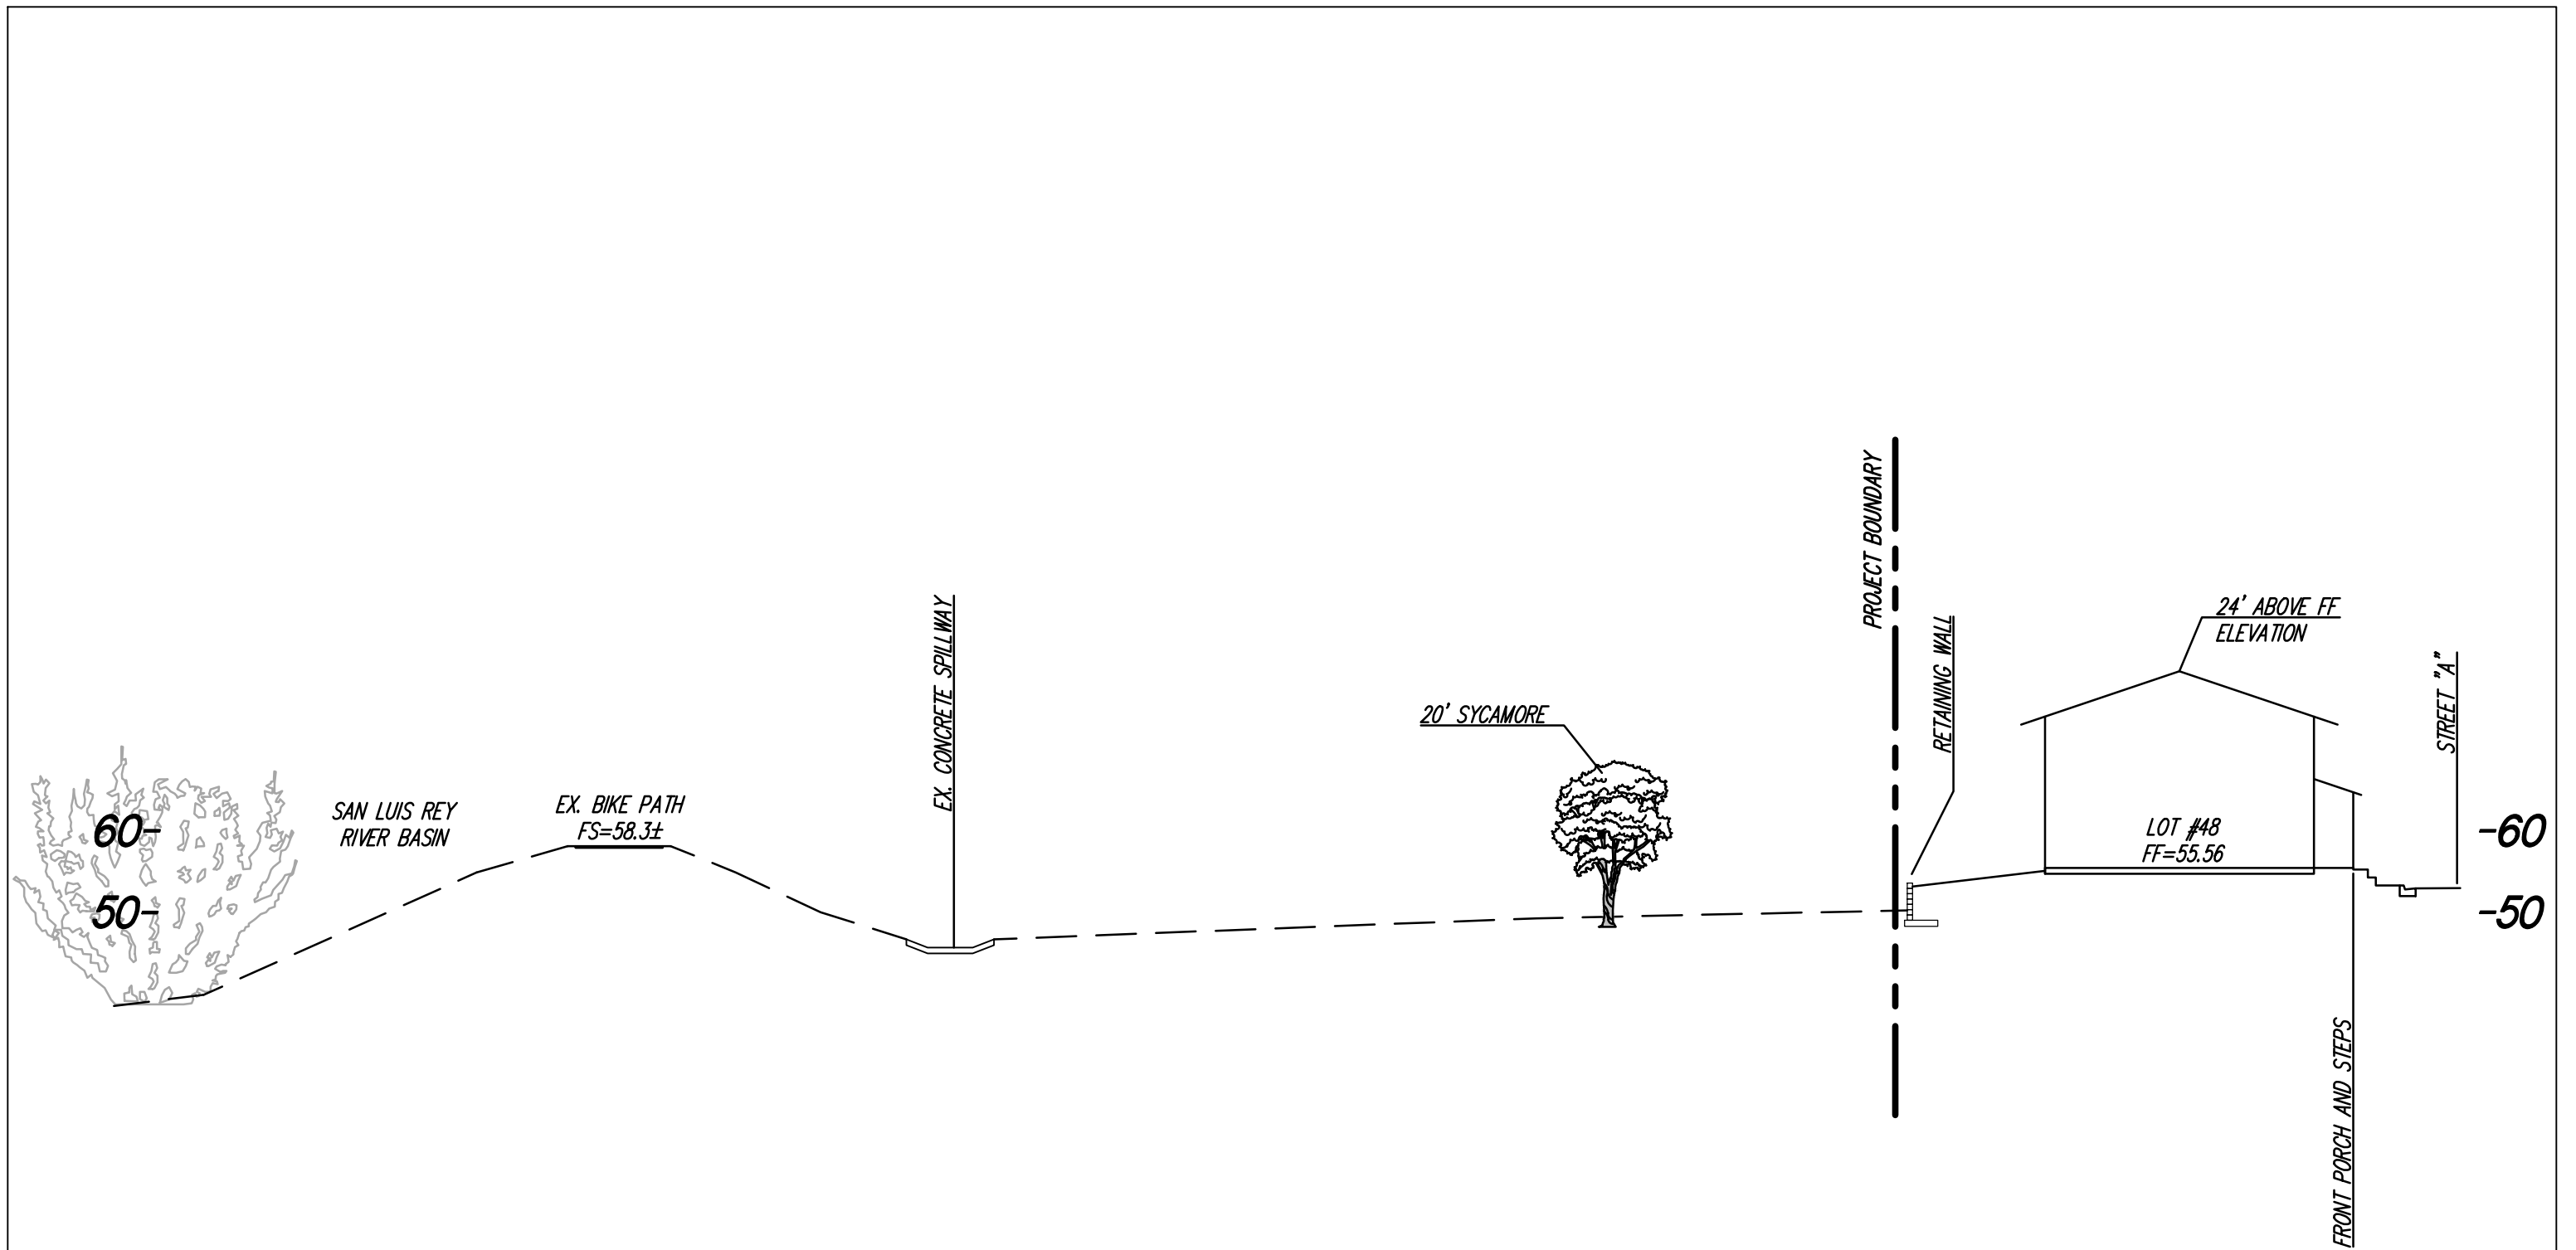 PROJECT BOUNDARY
24' ABOVE FF
ELEVATION
EX. CONCRETE SPILLWAY
RETAINING WALL
STREET "A"
20' SYCAMORE
60-
SAN LUIS REY
RIVER BASIN
EX. BIKE PATH
FS=58.3±
LOT #48
FF=55.56
-60
50-
-50
FRONT PORCH AND STEPS